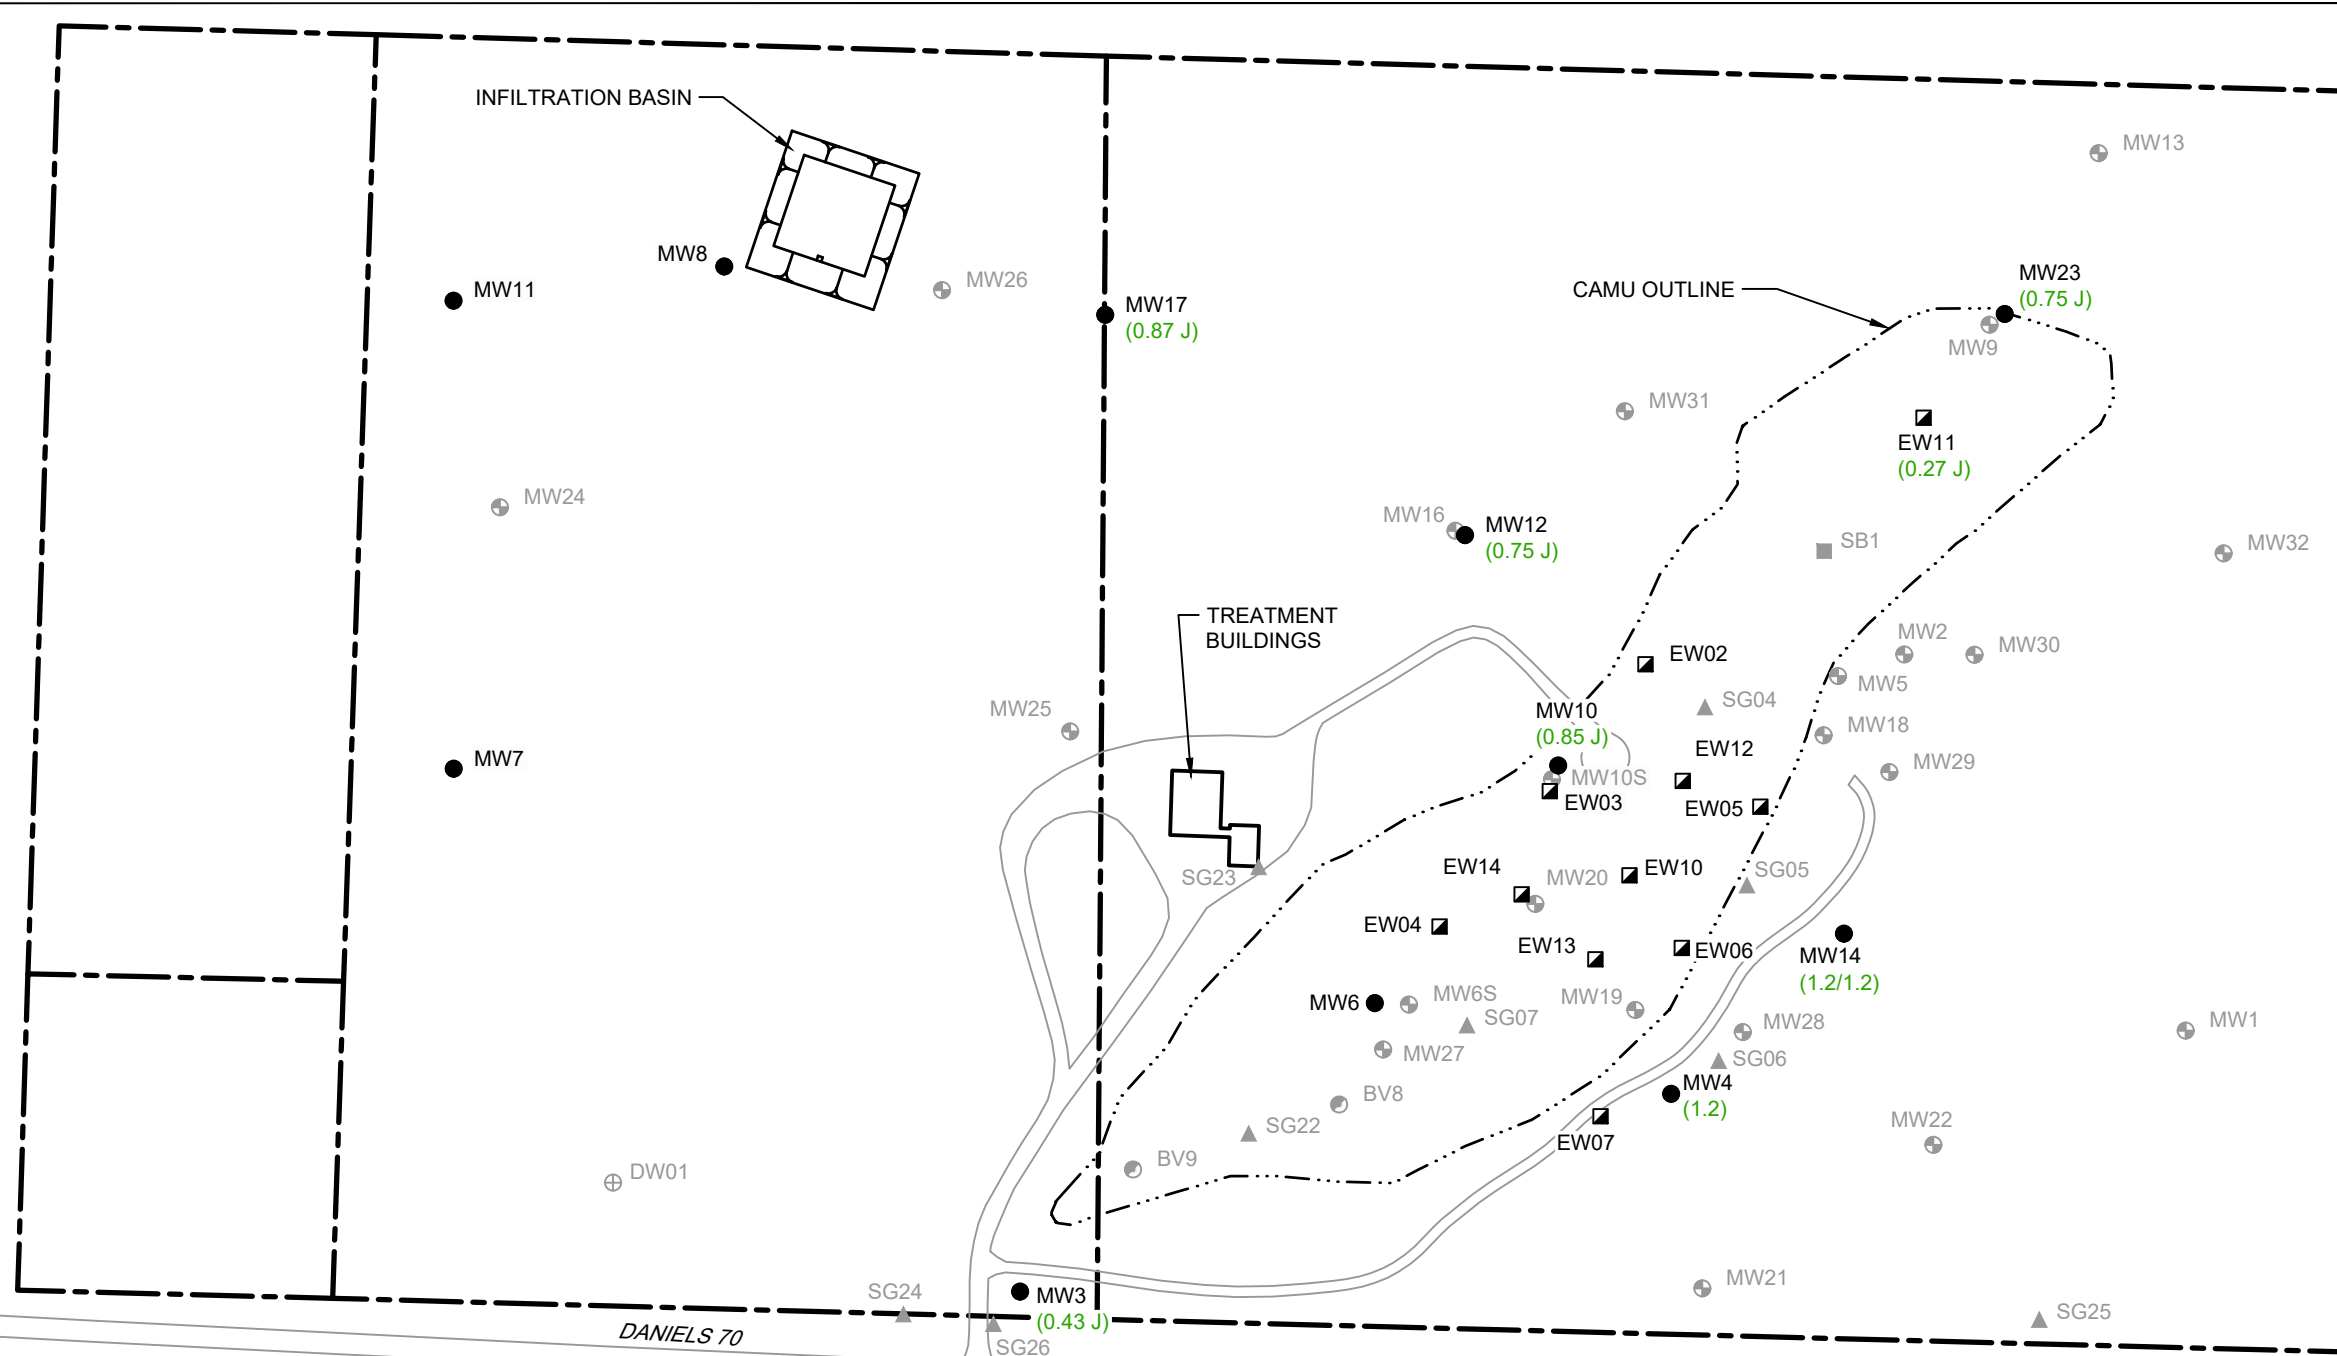 INFILTRATION BASIN
MW13
MW8
MW26
MW11
MW17
(0.87 J)
CAMU OUTLINE
MW23
(0.75 J)
MW9
MW31
EW11
(0.27 J)
MW24
MW16
MW12
(0.75 J)
SB1
MW32
TREATMENT
BUILDINGS
EW02
MW2
MW30
MW5
MW25
MW10
(0.85 J)
SG04
MW18
EW12
MW7
MW10S
EW03
EW05
MW29
SG23
EW14
MW20
EW10
SG05
EW04
EW13
EW06
MW14
(1.2/1.2)
MW6
MW6S
SG07
MW19
MW28
MW1
MW27
SG06
BV8
MW4
(1.2)
SG22
EW07
MW22
BV9
DW01
MW21
SG24
MW3
(0.43 J)
SG25
DANIELS 70
SG26